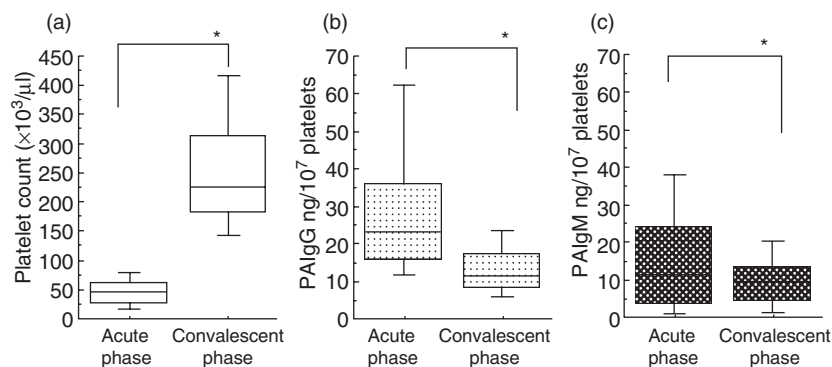 (a)
*
450
400
350
300
250
200
150
100
50
0
Platelet count (×10³/μl)
Acute phase
Convalescent phase
(b)
*
70
60
50
40
30
20
10
0
PAIgG ng/10⁷ platelets
Acute phase
Convalescent phase
(c)
*
70
60
50
40
30
20
10
0
PAIgM ng/10⁷ platelets
Acute phase
Convalescent phase